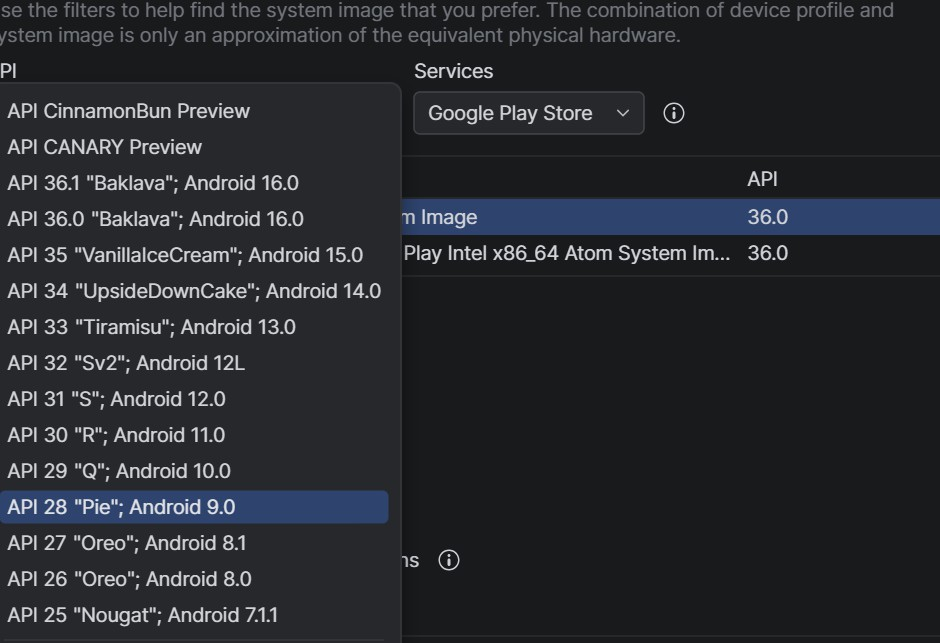 se the filters to help find the system image that you prefer. The combination of device profile and
ystem image is only an approximation of the equivalent physical hardware.
PI
Services
API CinnamonBun Preview
Google Play Store
API CANARY Preview
API 36.1 "Baklava"; Android 16.0
API
API 36.0 "Baklava"; Android 16.0
m Image
36.0
API 35 "VanillaIceCream"; Android 15.0
Play Intel x86_64 Atom System Im...
36.0
API 34 "UpsideDownCake"; Android 14.0
API 33 "Tiramisu"; Android 13.0
API 32 "Sv2"; Android 12L
API 31 "S"; Android 12.0
API 30 "R"; Android 11.0
API 29 "Q"; Android 10.0
API 28 "Pie"; Android 9.0
API 27 "Oreo"; Android 8.1
ns
API 26 "Oreo"; Android 8.0
API 25 "Nougat"; Android 7.1.1